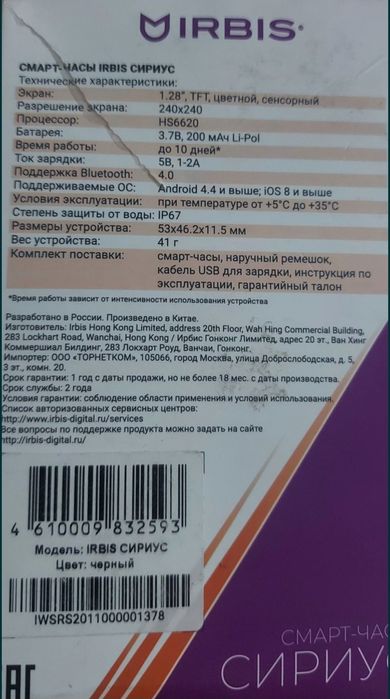 IRBIS
СМАРТ-ЧАСЫ IRBIS СИРИУС
Технические характеристики:
Экран: 1.28", TFT, цветной, сенсорный
Разрешение экрана: 240x240
Процессор: HS6620
Батарея: 3.7В, 200 мАч Li-Pol
Время работы: до 10 дней*
Ток зарядки: 5В, 1-2А
Поддержка Bluetooth: 4.0
Поддерживаемые ОС: Android 4.4 и выше; iOS 8 и выше
Условия эксплуатации: при температуре от +5°С до +35°С
Степень защиты от воды: IP67
Размеры устройства: 53x46.2x11.5 мм
Вес устройства: 41 г
Комплект поставки: смарт-часы, наручный ремешок,
кабель USB для зарядки, инструкция по
эксплуатации, гарантийный талон
*Время работы зависит от интенсивности использования устройства
Разработано в России. Произведено в Китае.
Изготовитель: Irbis Hong Kong Limited, address 20th Floor, Wah Hing Commercial Building,
283 Lockhart Road, Wanchai, Hong Kong / Ирбис Гонконг Лимитед, адрес 20 эт., Ван Хинг
Коммершиал Билдинг, 283 Локхарт Роуд, Ванчаи, Гонконг.
Импортер: ООО «ТОРНЕТКОМ», 105066, город Москва, улица Доброслободская, д. 5,
3 эт., комн. 20.
Срок гарантии: 1 год с даты продажи, но не более 18 мес. с даты производства.
Срок службы: 2 года
Условия гарантии: соблюдение области применения и условий использования.
Список авторизованных сервисных центров:
http://www.irbis-digital.ru/services
Все вопросы по поддержке продукта можно задать на сайте
http://irbis-digital.ru/
4 610009 832593
Модель: IRBIS СИРИУС
Цвет: черный
IWSRS2011000001378
СМАРТ-ЧАС
СИРИУС
EAC